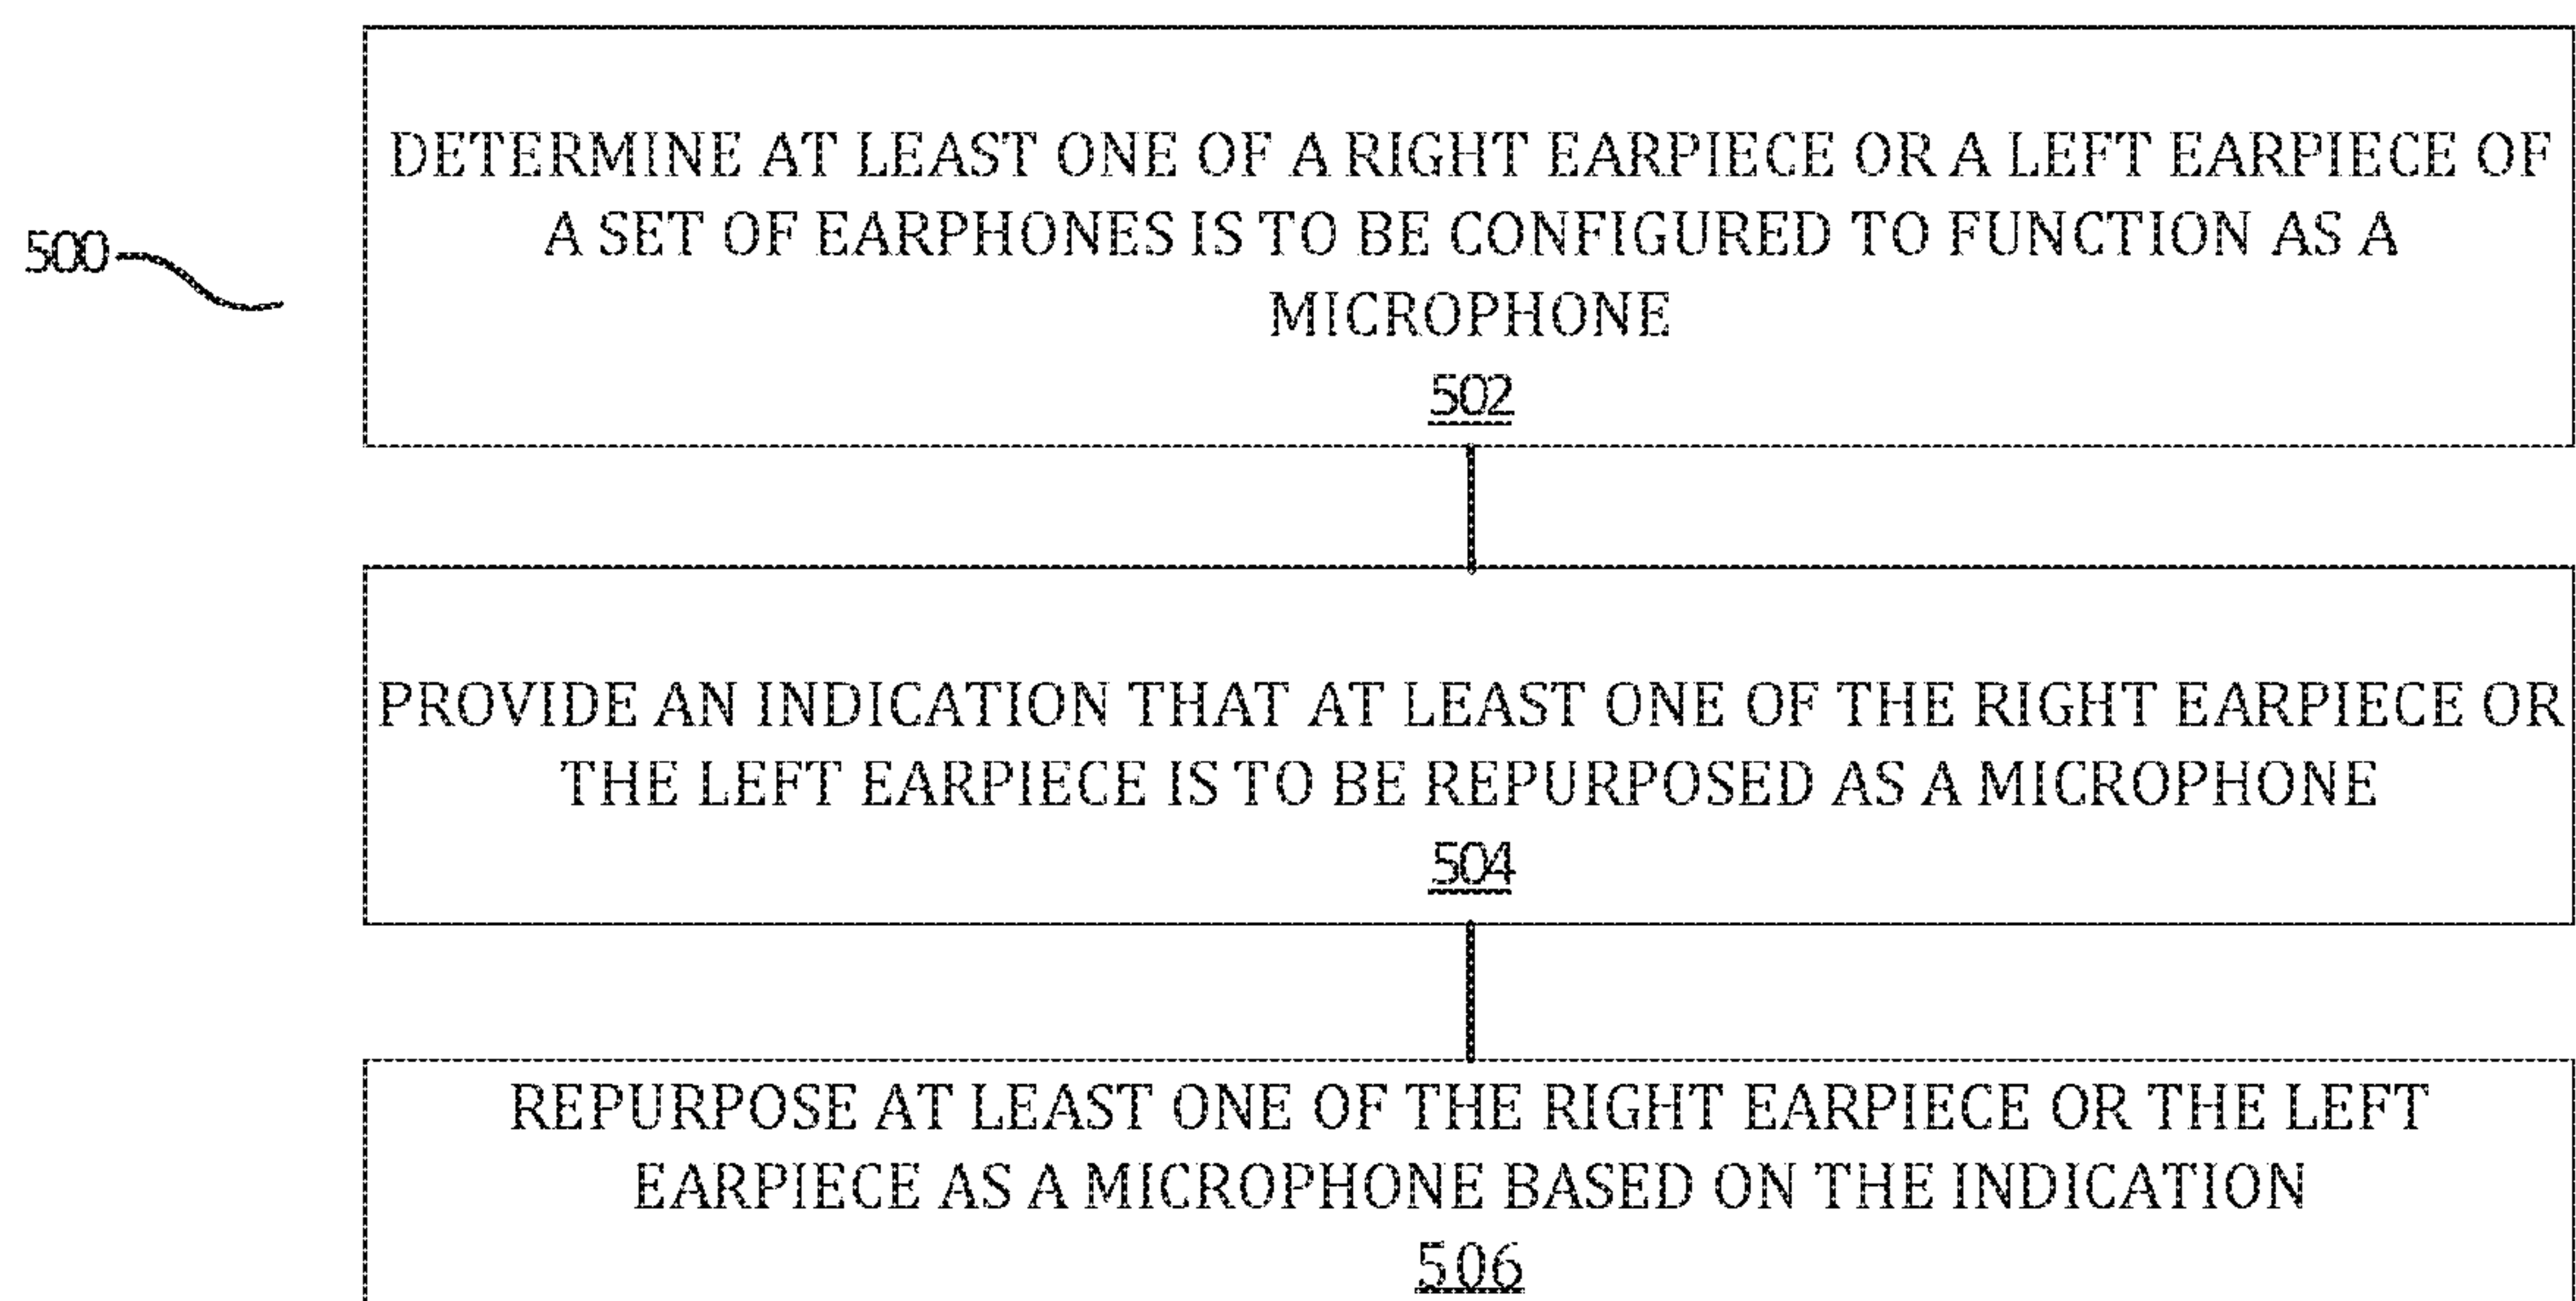 DETERMINE AT LEAST ONE OF A RIGHT EARPIECE OR A LEFT EARPIECE OF
A SET OF EARPHONES IS TO BE CONFIGURED TO FUNCTION AS A
MICROPHONE
502
500
PROVIDE AN INDICATION THAT AT LEAST ONE OF THE RIGHT EARPIECE OR
THE LEFT EARPIECE IS TO BE REPURPOSED AS A MICROPHONE
504
REPURPOSE AT LEAST ONE OF THE RIGHT EARPIECE OR THE LEFT
EARPIECE AS A MICROPHONE BASED ON THE INDICATION
506